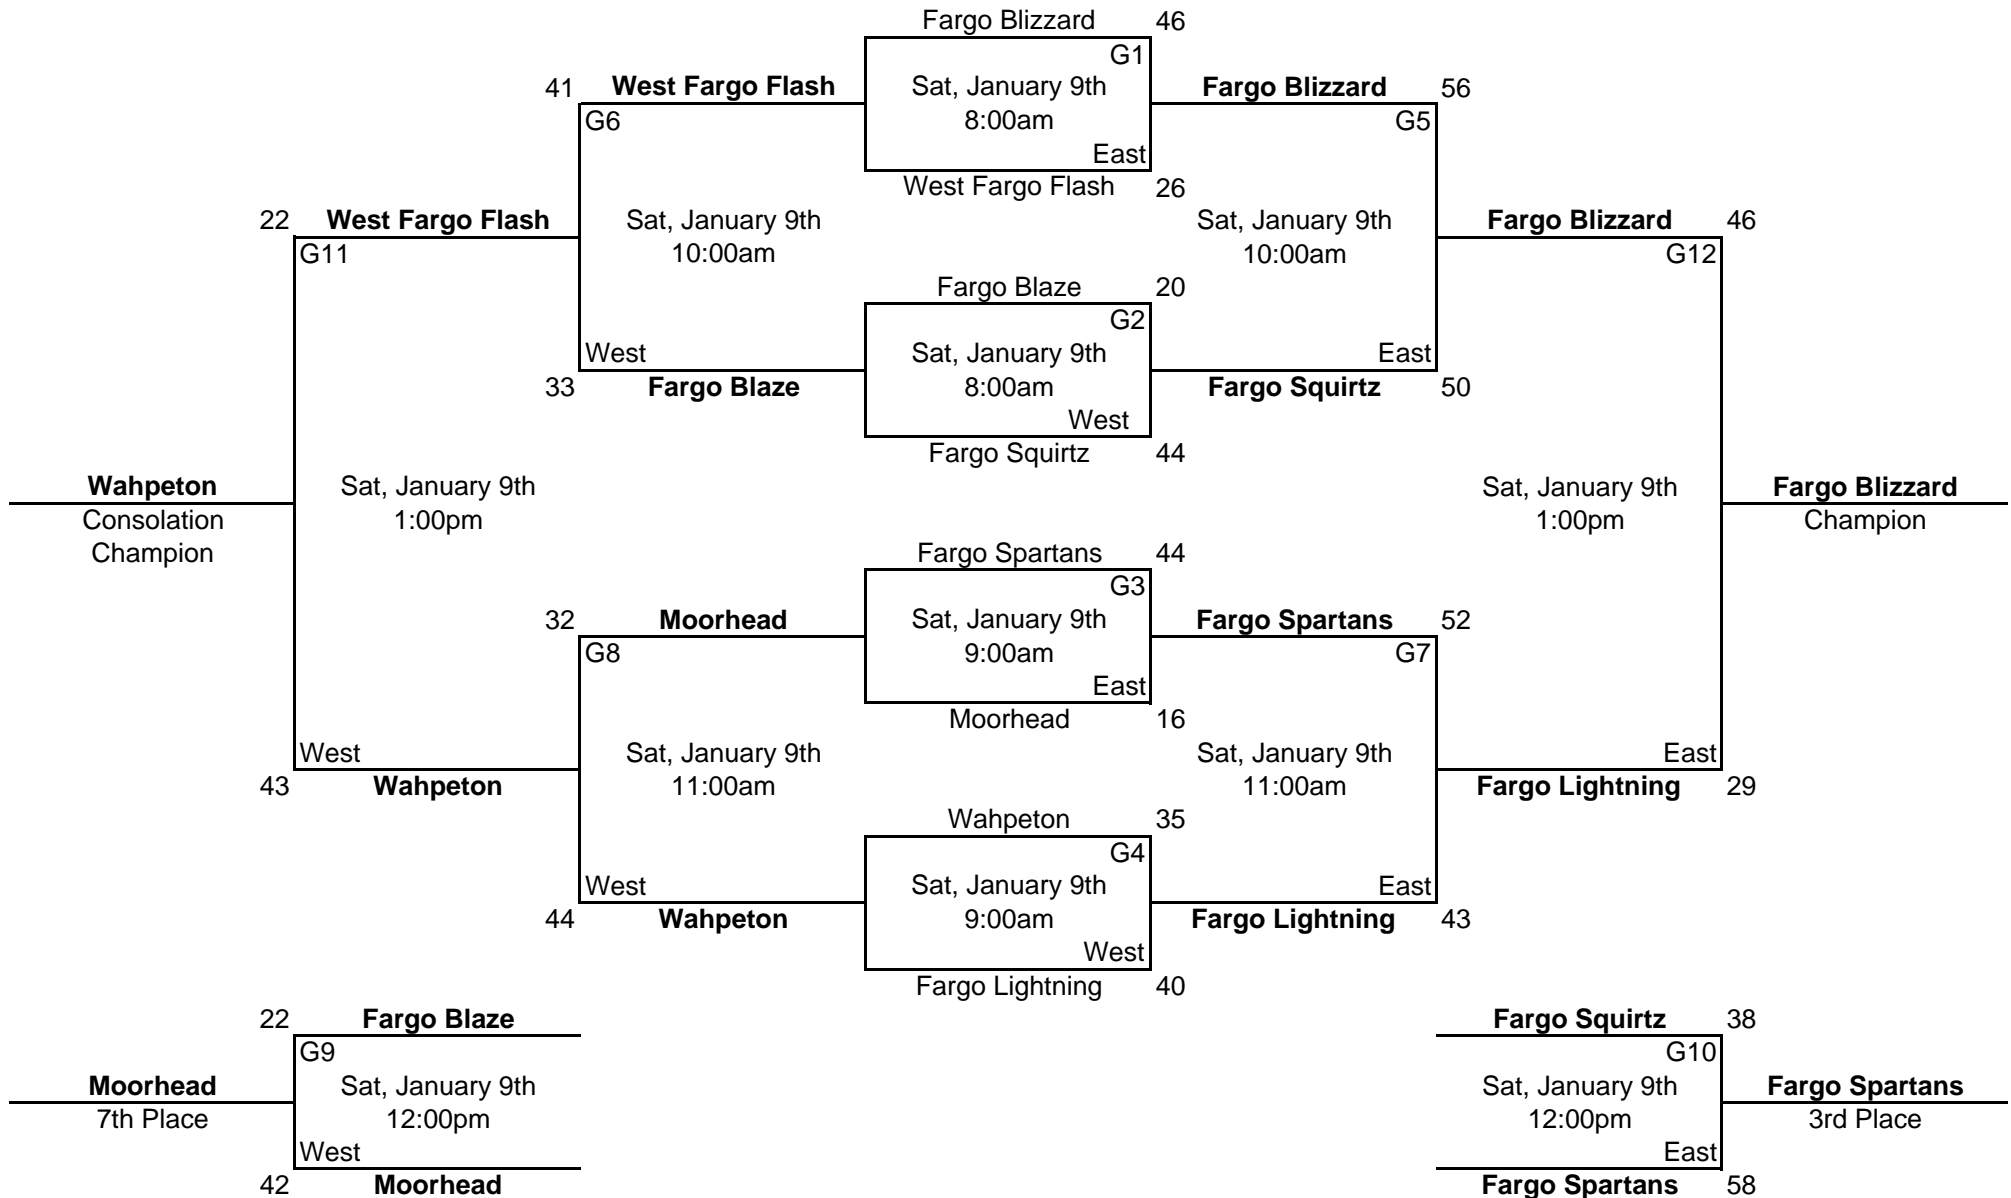 Fargo Blizzard 46
G1
41 West Fargo Flash Sat, January 9th Fargo Blizzard 56
G6 8:00am G5
East
West Fargo Flash 26
22 West Fargo Flash Sat, January 9th Sat, January 9th Fargo Blizzard 46
G11 10:00am 10:00am G12
Fargo Blaze 20
G2
West Sat, January 9th East
33 Fargo Blaze 8:00am Fargo Squirtz 50
West
Fargo Squirtz 44
Wahpeton Sat, January 9th Sat, January 9th Fargo Blizzard
Consolation 1:00pm 1:00pm Champion
Champion Fargo Spartans 44
G3
32 Moorhead Sat, January 9th Fargo Spartans 52
G8 9:00am G7
East
Moorhead 16
West Sat, January 9th Sat, January 9th East
43 Wahpeton 11:00am 11:00am Fargo Lightning 29
Wahpeton 35
G4
West Sat, January 9th East
44 Wahpeton 9:00am Fargo Lightning 43
West
Fargo Lightning 40
22 Fargo Blaze Fargo Squirtz 38
G9 G10
Moorhead Sat, January 9th Sat, January 9th Fargo Spartans
7th Place 12:00pm 12:00pm 3rd Place
West East
42 Moorhead Fargo Spartans 58